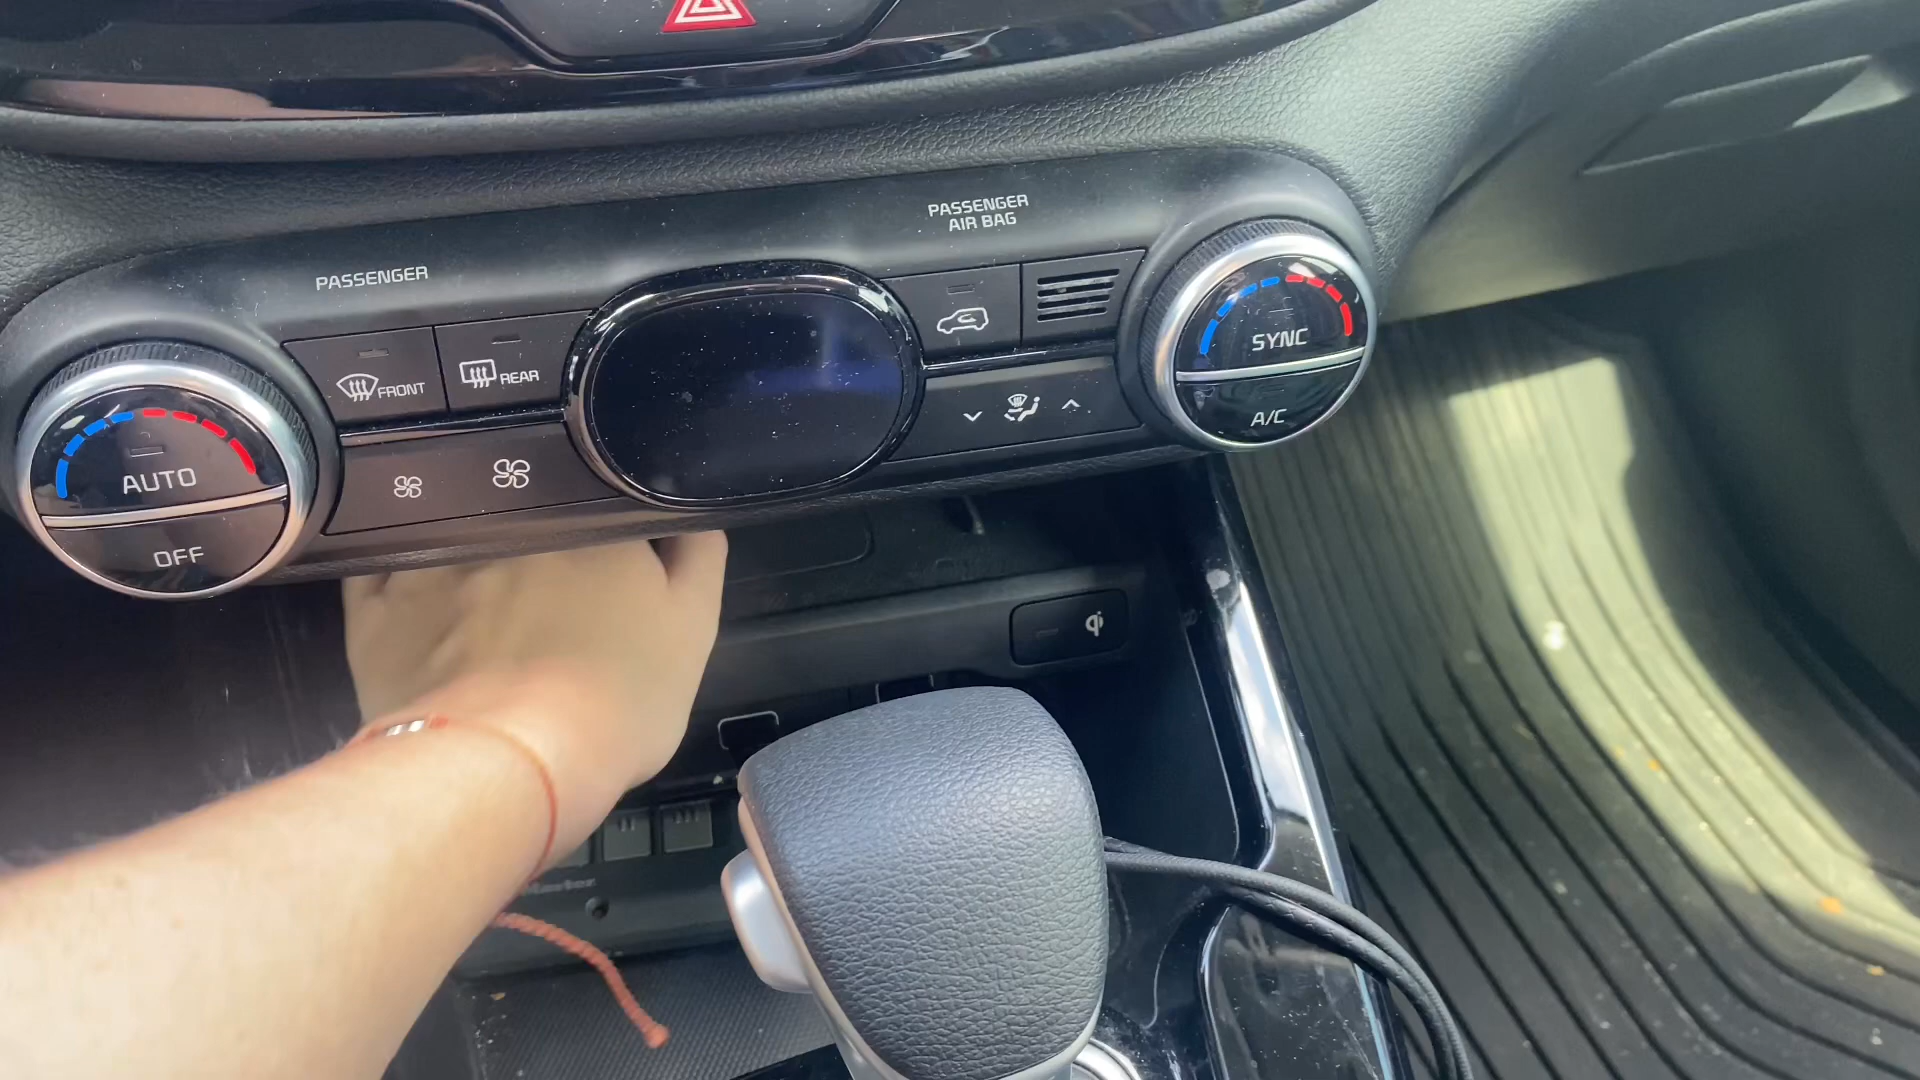 PASSENGER
AIR BAG
PASSENGER
FRONT
REAR
SYNC
A/C
AUTO
OFF